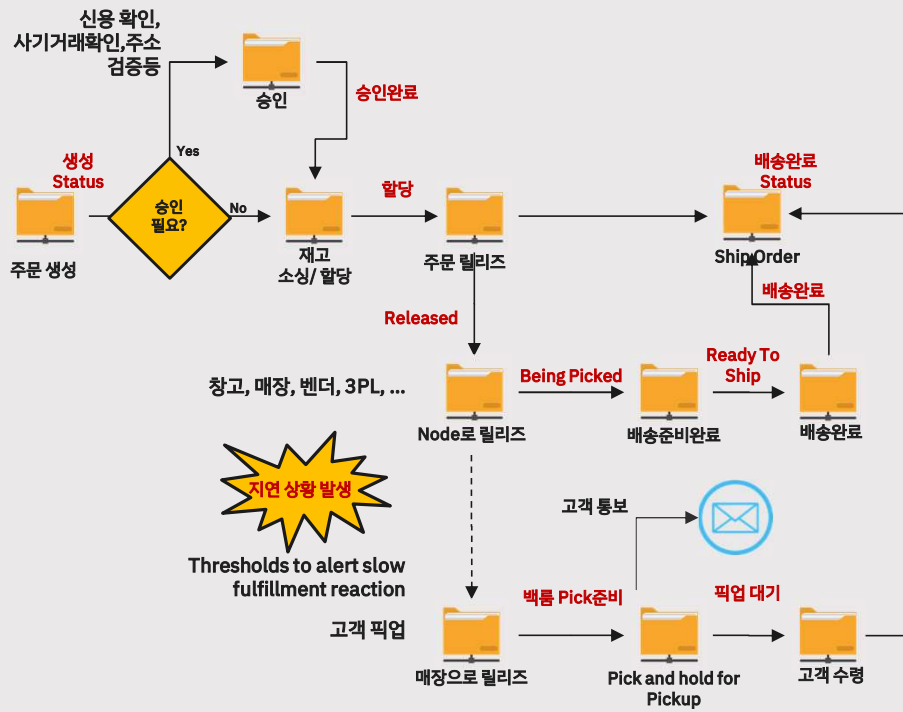 신용 확인,
사기거래확인,주소
검증등
승인
승인완료
생성
Status
Yes
승인
필요?
No
주문 생성
재고
소싱/ 할당
할당
주문 릴리즈
배송완료
Status
Ship Order
배송완료
Released
창고, 매장, 벤더, 3PL, ...
Node로 릴리즈
Being Picked
배송준비완료
Ready To
Ship
배송완료
지연 상황 발생
Thresholds to alert slow
fulfillment reaction
고객 통보
고객 픽업
매장으로 릴리즈
백룸 Pick준비
Pick and hold for
Pickup
픽업 대기
고객 수령